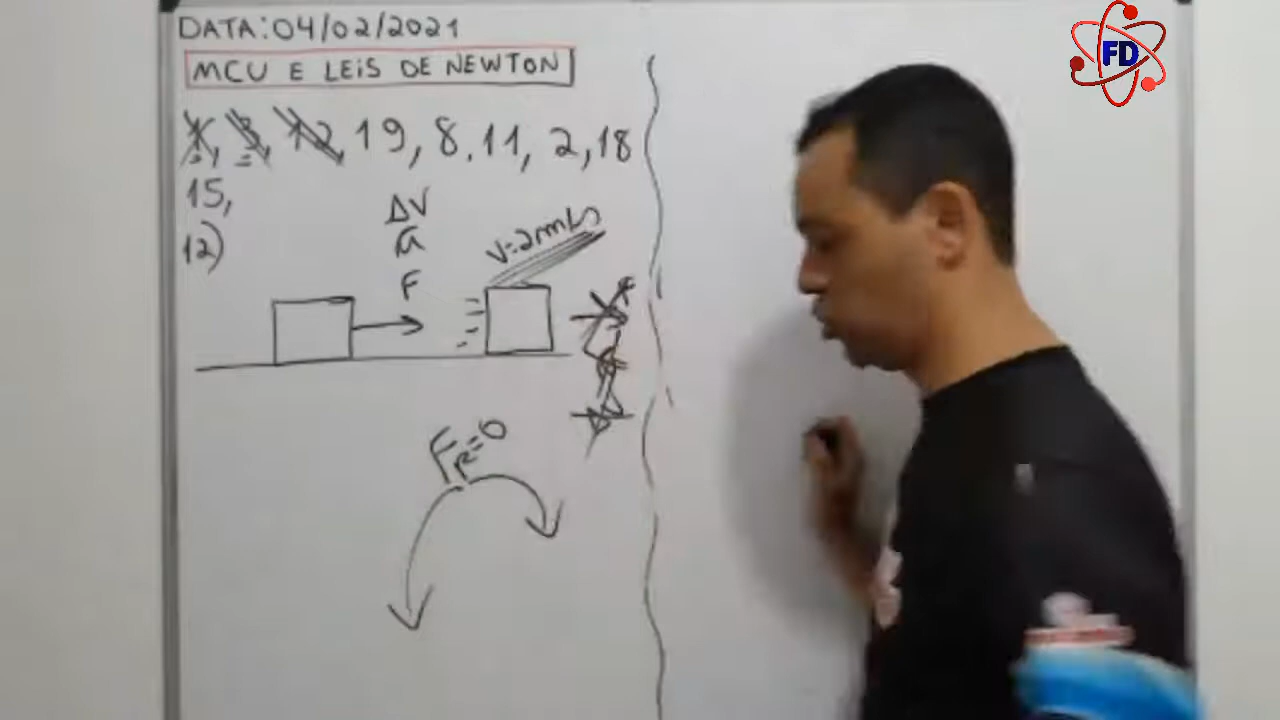 DATA:04/02/2021
MCU E LEIS DE NEWTON
1, 3, 12, 19, 8, 11, 2, 18
15,
12)
ΔV
a
F
V=2m/s
FR=0
FD